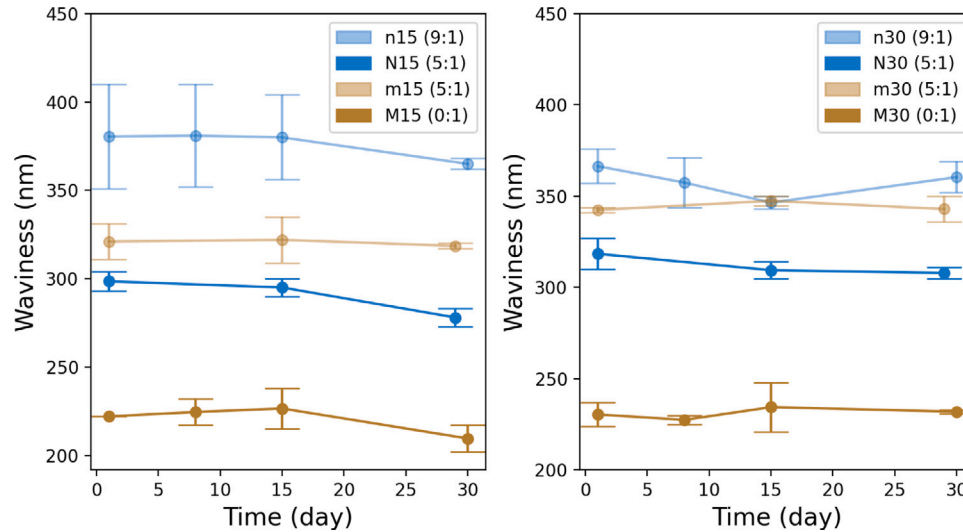 450
400
350
300
250
200
Waviness (nm)
n15 (9:1)
N15 (5:1)
m15 (5:1)
M15 (0:1)
0 5 10 15 20 25 30
Time (day)
450
400
350
300
250
200
Waviness (nm)
n30 (9:1)
N30 (5:1)
m30 (5:1)
M30 (0:1)
0 5 10 15 20 25 30
Time (day)